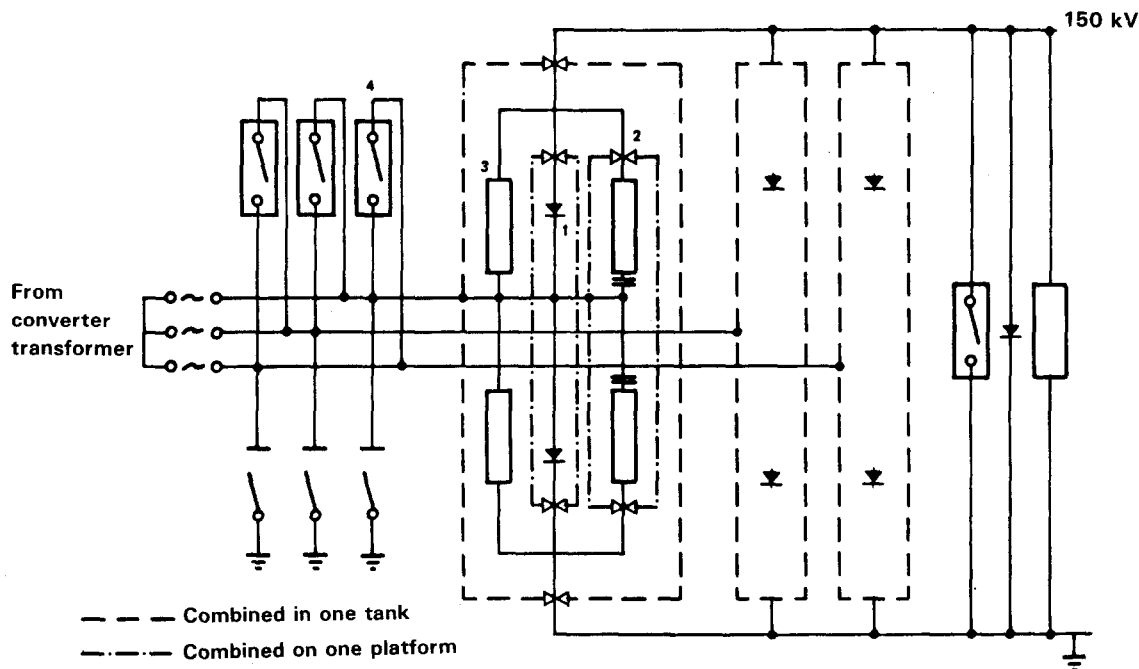 150 kV
4
2
3
1
From
converter
transformer
Combined in one tank
Combined on one platform